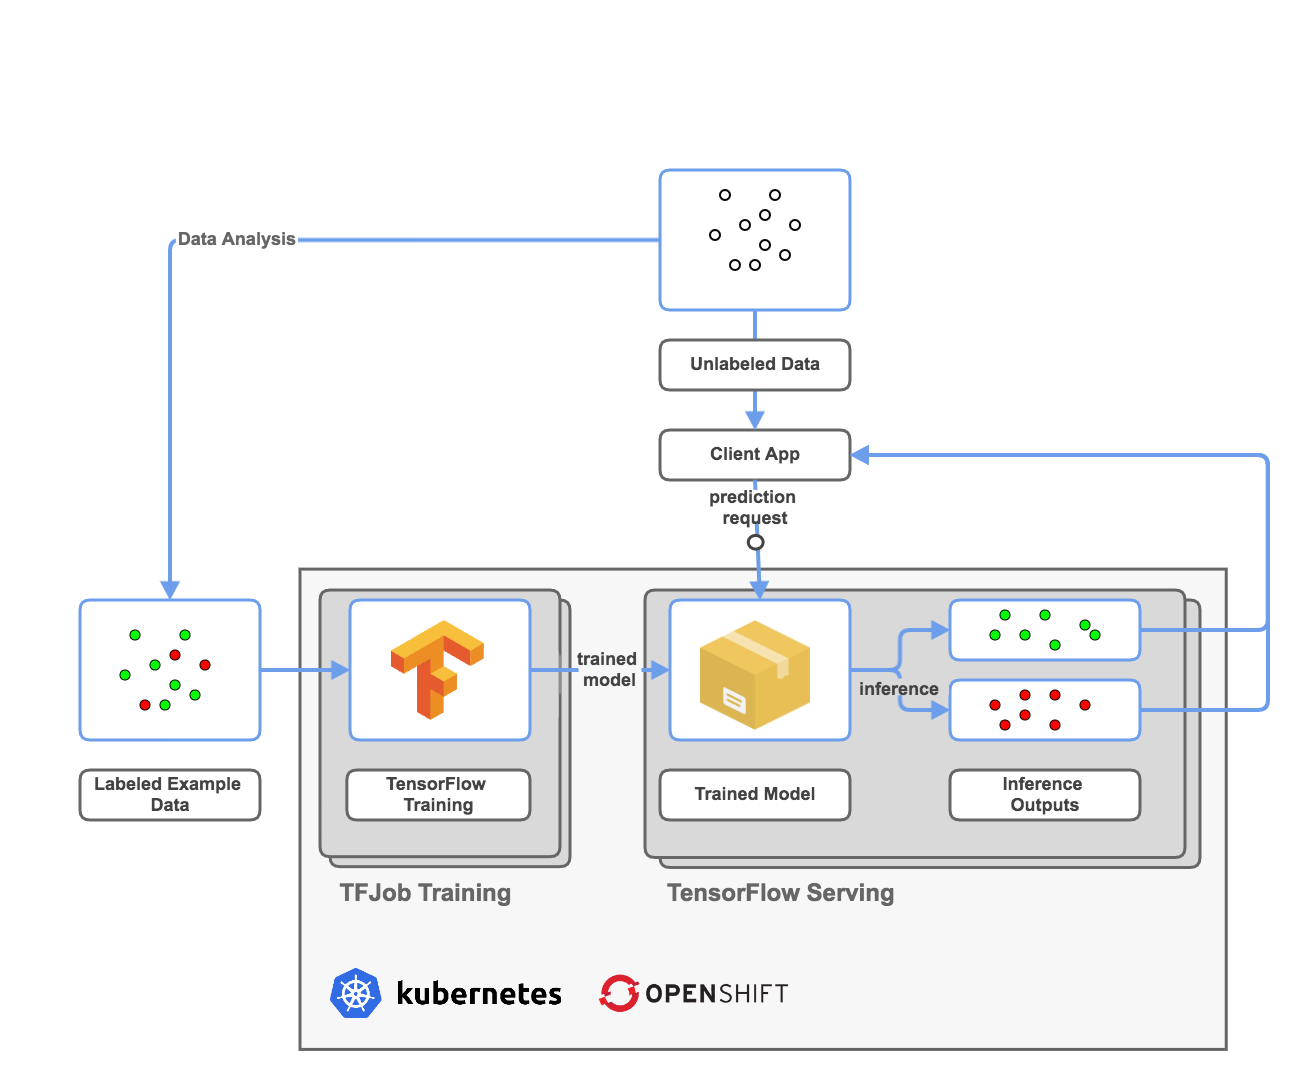 Data Analysis
Unlabeled Data
Client App
prediction
request
trained
model
inference
Labeled Example
Data
TensorFlow
Training
Trained Model
Inference
Outputs
TFJob Training
TensorFlow Serving
kubernetes
OPENSHIFT